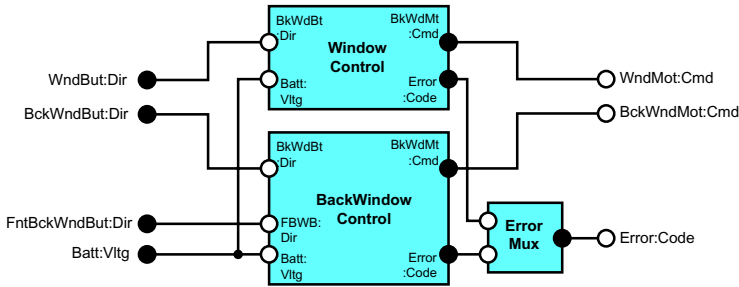 BkWdBt
:Dir
BkWdMt
:Cmd
Window
Control
Batt:
Vltg
Error
:Code
WndBut:Dir
WndMot:Cmd
BckWndBut:Dir
BckWndMot:Cmd
BkWdBt
:Dir
BkWdMt
:Cmd
BackWindow
Control
FntBckWndBut:Dir
FBWB:
Dir
Batt:Vltg
Batt:
Vltg
Error
:Code
Error
Mux
Error:Code